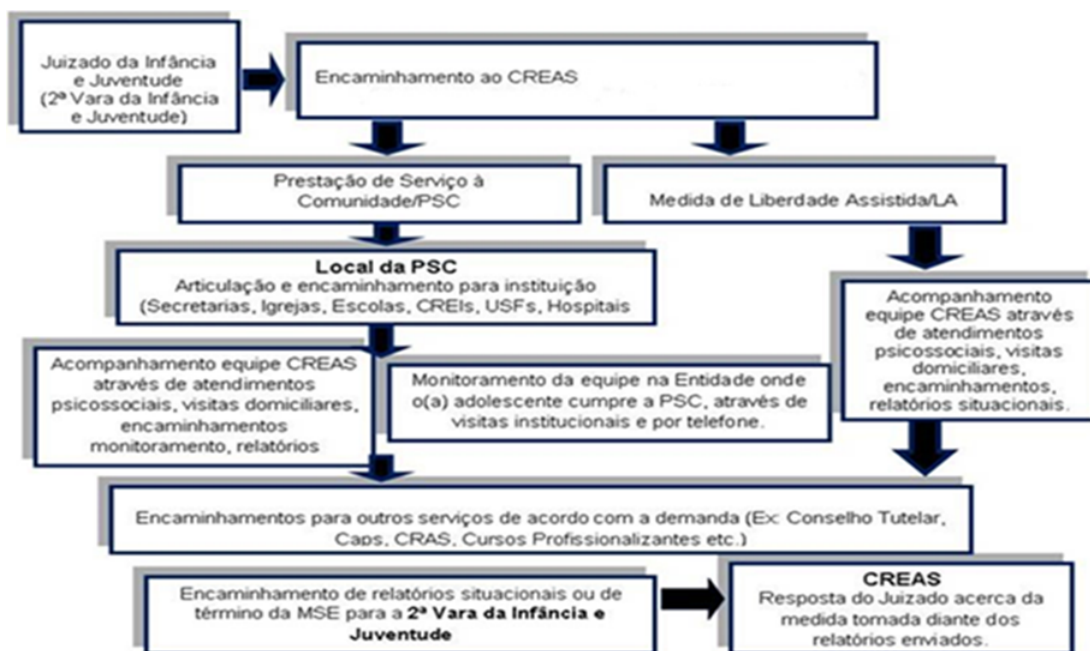 Juizado da Infância
e Juventude
(2ª Vara da Infância
e Juventude)
Encaminhamento ao CREAS
Prestação de Serviço à
Comunidade/PSC
Medida de Liberdade Assistida/LA
Local da PSC
Articulação e encaminhamento para instituição
(Secretarias, Igrejas, Escolas, CREIs, USFs, Hospitais
Acompanhamento equipe CREAS
através de atendimentos
psicossociais, visitas domiciliares,
encaminhamentos
monitoramento, relatórios
Monitoramento da equipe na Entidade onde
o(a) adolescente cumpre a PSC, através de
visitas institucionais e por telefone.
Acompanhamento
equipe CREAS através
de atendimentos
psicossociais, visitas
domiciliares,
encaminhamentos,
relatórios situacionais.
Encaminhamentos para outros serviços de acordo com a demanda (Ex: Conselho Tutelar,
Caps, CRAS, Cursos Profissionalizantes etc.)
Encaminhamento de relatórios situacionais ou de
término da MSE para a 2ª Vara da Infância e
Juventude
CREAS
Resposta do Juizado acerca da
medida tomada diante dos
relatórios enviados.